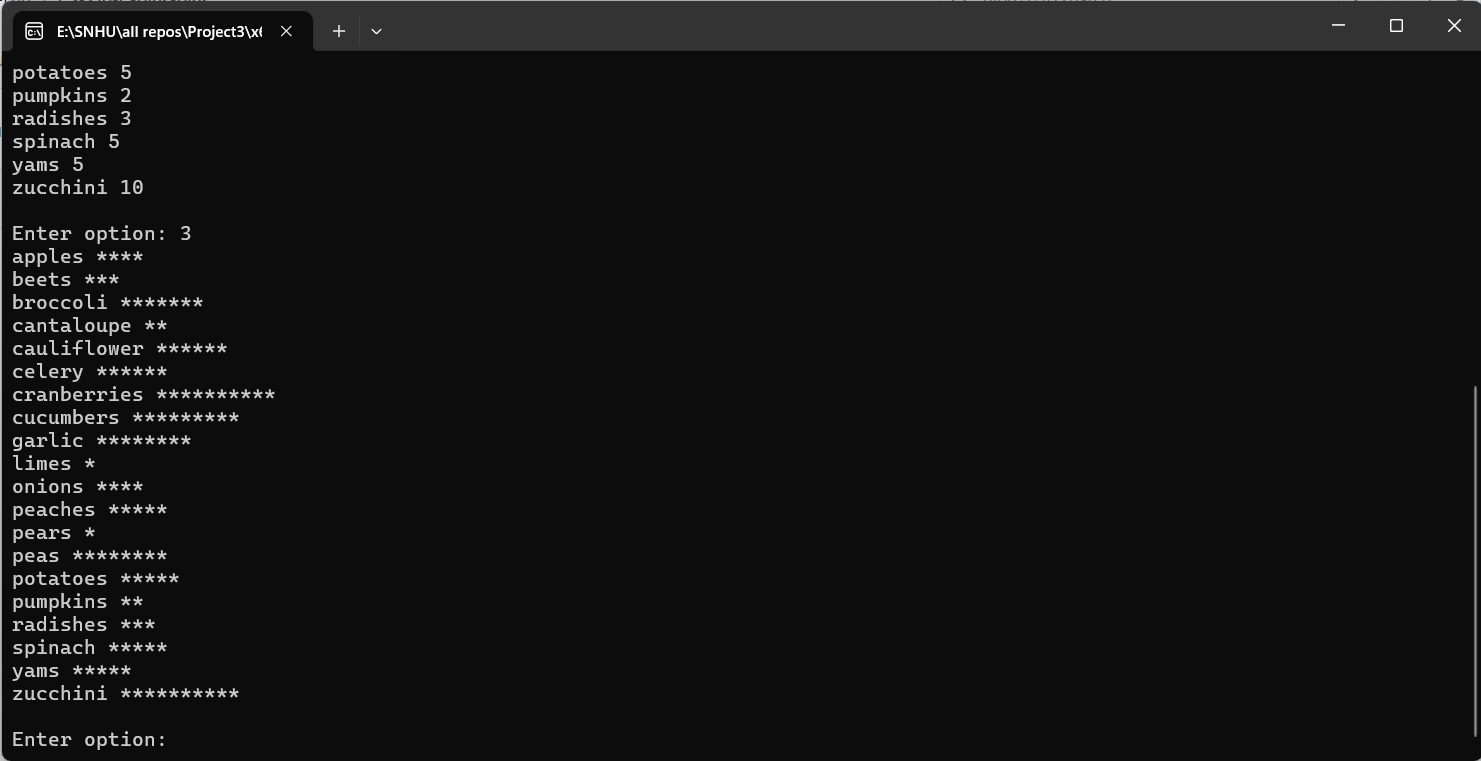 E:\SNHU\all repos\Project3\x6
potatoes 5
pumpkins 2
radishes 3
spinach 5
yams 5
zucchini 10
Enter option: 3
apples ****
beets ***
broccoli *******
cantaloupe **
cauliflower ******
celery ******
cranberries **********
cucumbers *********
garlic ********
limes *
onions ****
peaches *****
pears *
peas ********
potatoes *****
pumpkins **
radishes ***
spinach *****
yams *****
zucchini **********
Enter option: